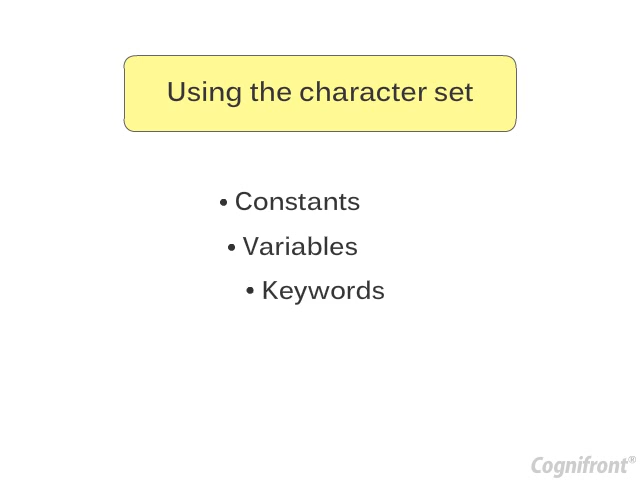 Using the character set
• Constants
• Variables
• Keywords
Cognifront®